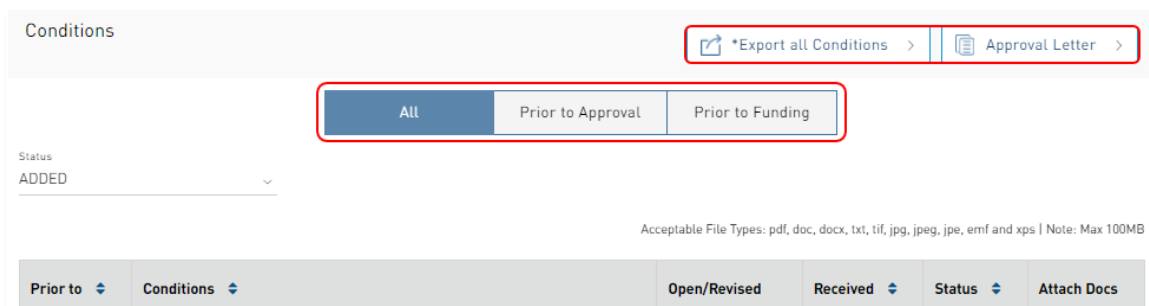 Conditions
*Export all Conditions
Approval Letter
All
Prior to Approval
Prior to Funding
Status
ADDED
Acceptable File Types: pdf, doc, docx, txt, tif, jpg, jpeg, jpe, emf and xps | Note: Max 100MB
Prior to Conditions Open/Revised Received Status Attach Docs